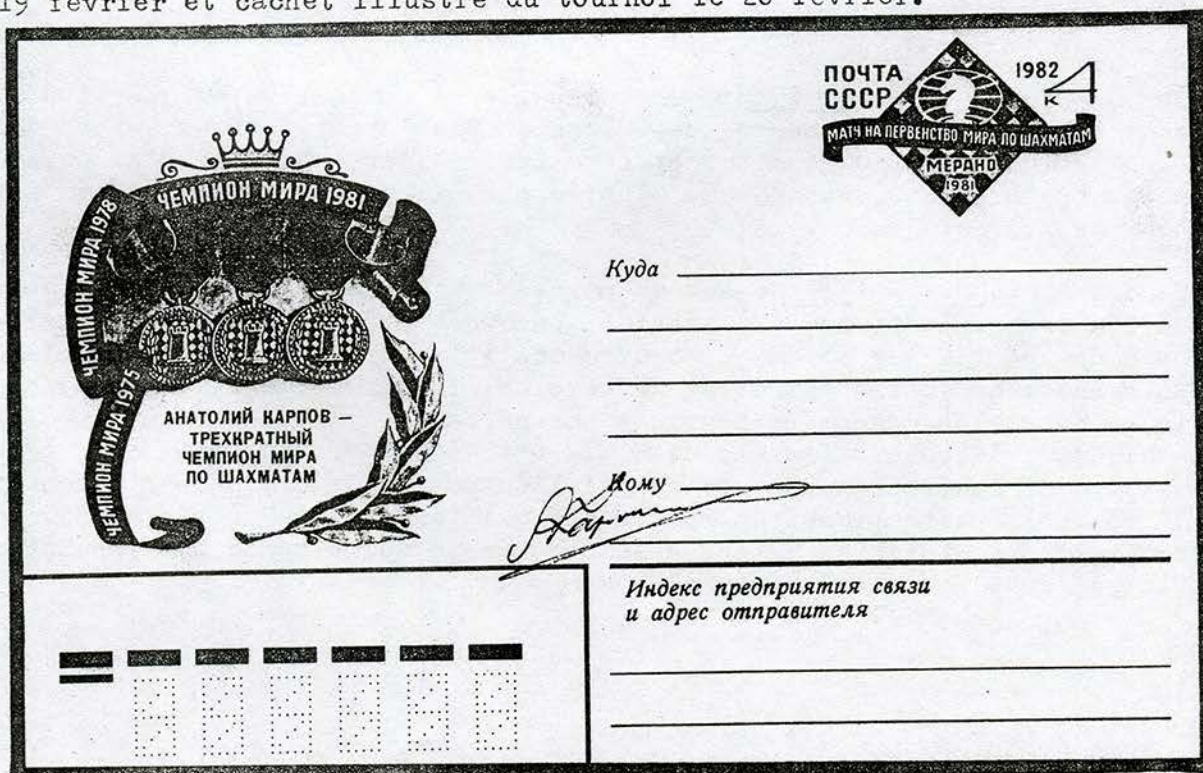 19 février et cachet illustré du tournoi le 20 février.
ПОЧТА
СССР
1982
4
к
МАТЧ НА ПЕРВЕНСТВО МИРА ПО ШАХМАТАМ
МЕРАНО
1981
ЧЕМПИОН МИРА 1981
ЧЕМПИОН МИРА 1978
ЧЕМПИОН МИРА 1975
АНАТОЛИЙ КАРПОВ —
ТРЕХКРАТНЫЙ
ЧЕМПИОН МИРА
ПО ШАХМАТАМ
Куда
Кому
Индекс предприятия связи
и адрес отправителя